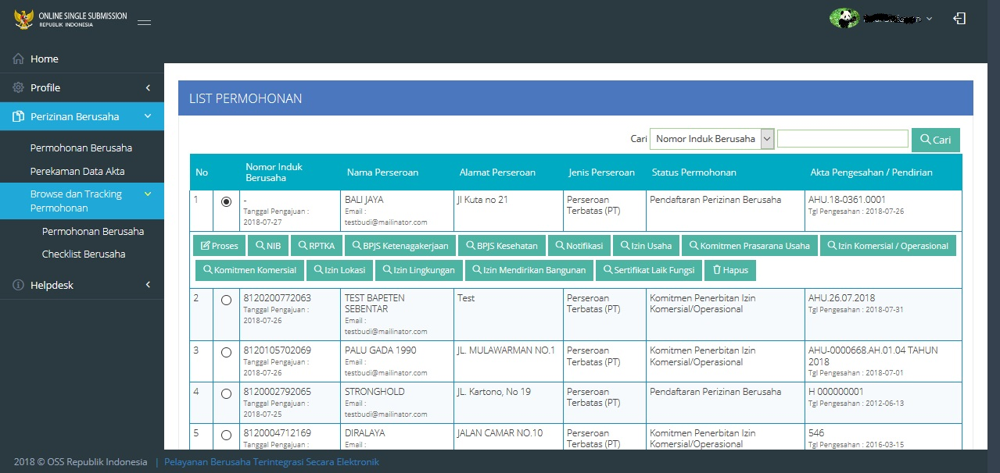 ONLINE SINGLE SUBMISSION
REPUBLIK INDONESIA
Home
Profile
Perizinan Berusaha
Permohonan Berusaha
Perekaman Data Akta
Browse dan Tracking
Permohonan
Permohonan Berusaha
Checklist Berusaha
Helpdesk
LIST PERMOHONAN
Cari Nomor Induk Berusaha Cari
No Nomor Induk Berusaha Nama Perseroan Alamat Perseroan Jenis Perseroan Status Permohonan Akta Pengesahan / Pendirian
1 - BALI JAYA Jl Kuta no 21 Perseroan Pendaftaran Perizinan Berusaha AHU.18-0361.0001
Tanggal Pengajuan : Email : Terbatas (PT) Tgl Pengesahan : 2018-07-26
2018-07-27 testbudi@mailinator.com
Proses NIB RPTKA BPJS Ketenagakerjaan BPJS Kesehatan Notifikasi Izin Usaha Komitmen Prasarana Usaha Izin Komersial / Operasional
Komitmen Komersial Izin Lokasi Izin Lingkungan Izin Mendirikan Bangunan Sertifikat Laik Fungsi Hapus
2 8120200772063 TEST BAPETEN Test Perseroan Komitmen Penerbitan Izin AHU.26.07.2018
Tanggal Pengajuan : SEBENTAR Terbatas (PT) Komersial/Operasional Tgl Pengesahan : 2018-07-31
2018-07-26 Email :
testbudi@mailinator.com
3 8120105702069 PALU GADA 1990 JL. MULAWARMAN NO.1 Perseroan Komitmen Penerbitan Izin AHU-0000668.AH.01.04 TAHUN
Tanggal Pengajuan : Email : Terbatas (PT) Komersial/Operasional 2018
2018-07-26 testbudi@mailinator.com Tgl Pengesahan : 2018-07-01
4 8120002792065 STRONGHOLD JL. Kartono, No 19 Perseroan Pendaftaran Perizinan Berusaha H 000000001
Tanggal Pengajuan : Email : Terbatas (PT) Tgl Pengesahan : 2012-06-13
2018-07-25 testbudi@mailinator.com
5 8120004712169 DIRALAYA JALAN CAMAR NO.10 Perseroan Komitmen Penerbitan Izin 546
Tanggal Pengajuan : Email : Terbatas (PT) Komersial/Operasional Tgl Pengesahan : 2016-03-15
2018 © OSS Republik Indonesia | Pelayanan Berusaha Terintegrasi Secara Elektronik